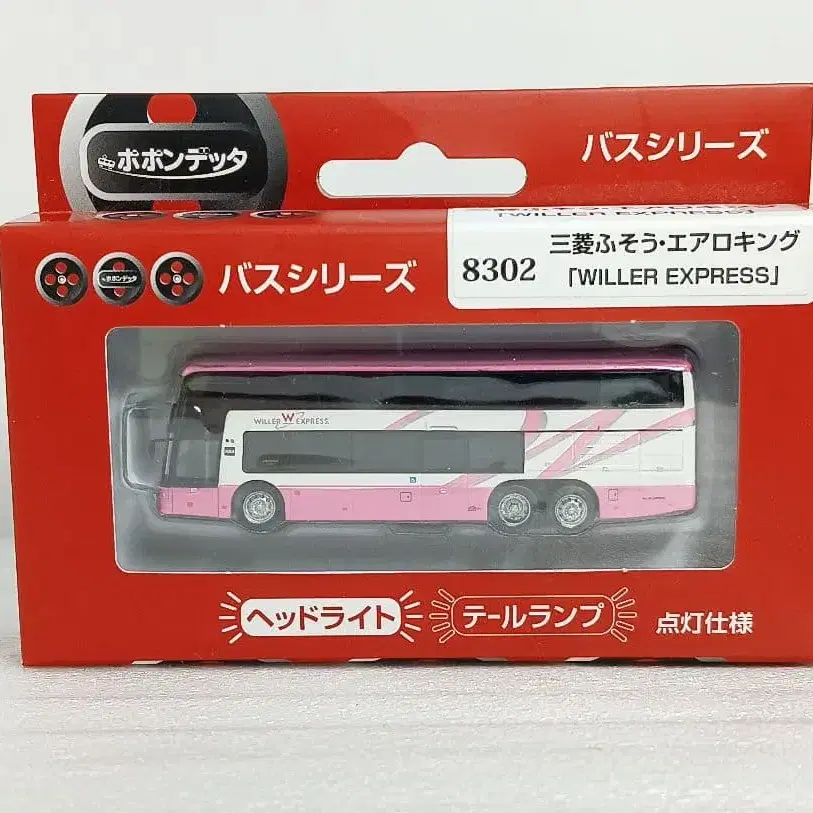 ポポンデッタ
バスシリーズ
「WILLER EXPRESS」
ポポンデッタ
バスシリーズ
8302
三菱ふそう・エアロキング
「WILLER EXPRESS」
WILLER EXPRESS
ヘッドライト
テールランプ
点灯仕様